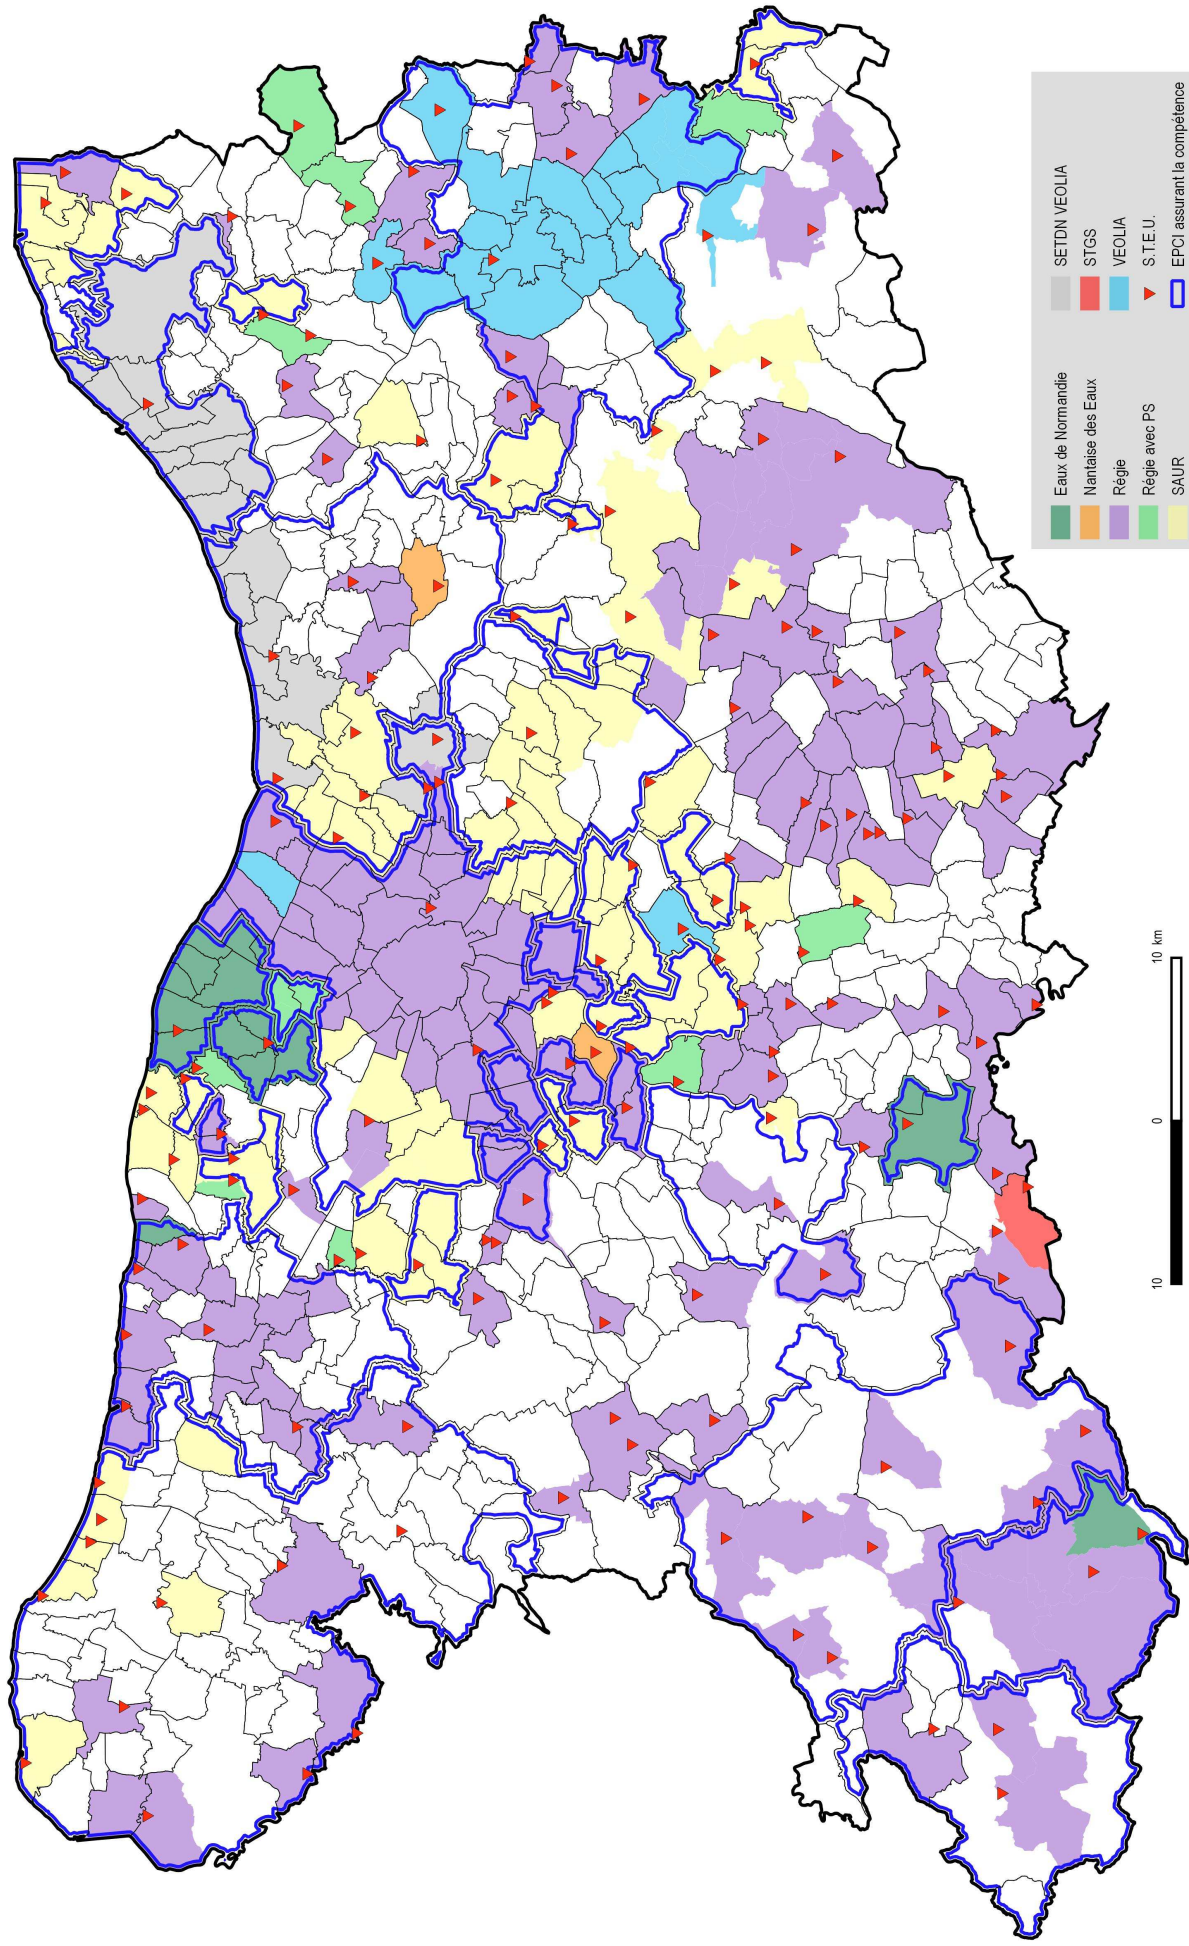 Eaux de Normandie
Nantaise des Eaux
Régie
Régie avec PS
SAUR
SETDN VEOLIA
STGS
VEOLIA
S.T.E.U.
EPCI assurant la compétence
10 0 10 km